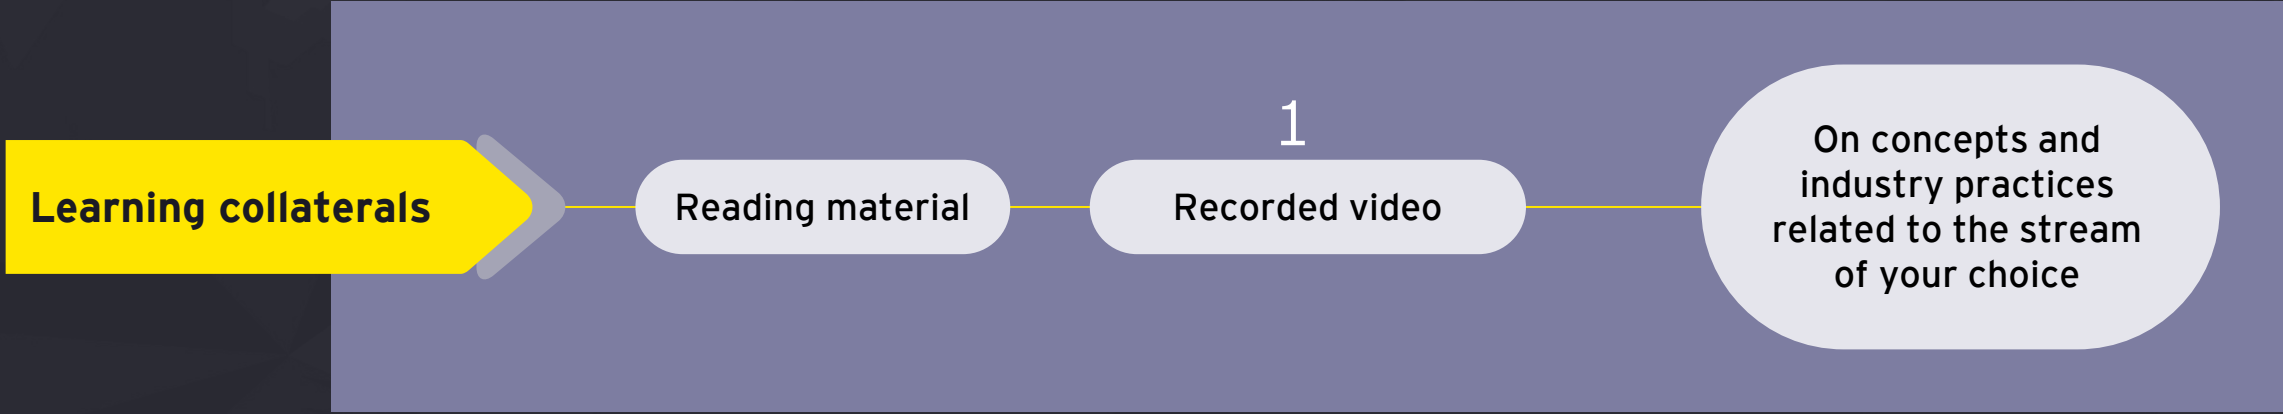 Learning collaterals
Reading material
1
Recorded video
On concepts and
industry practices
related to the stream
of your choice